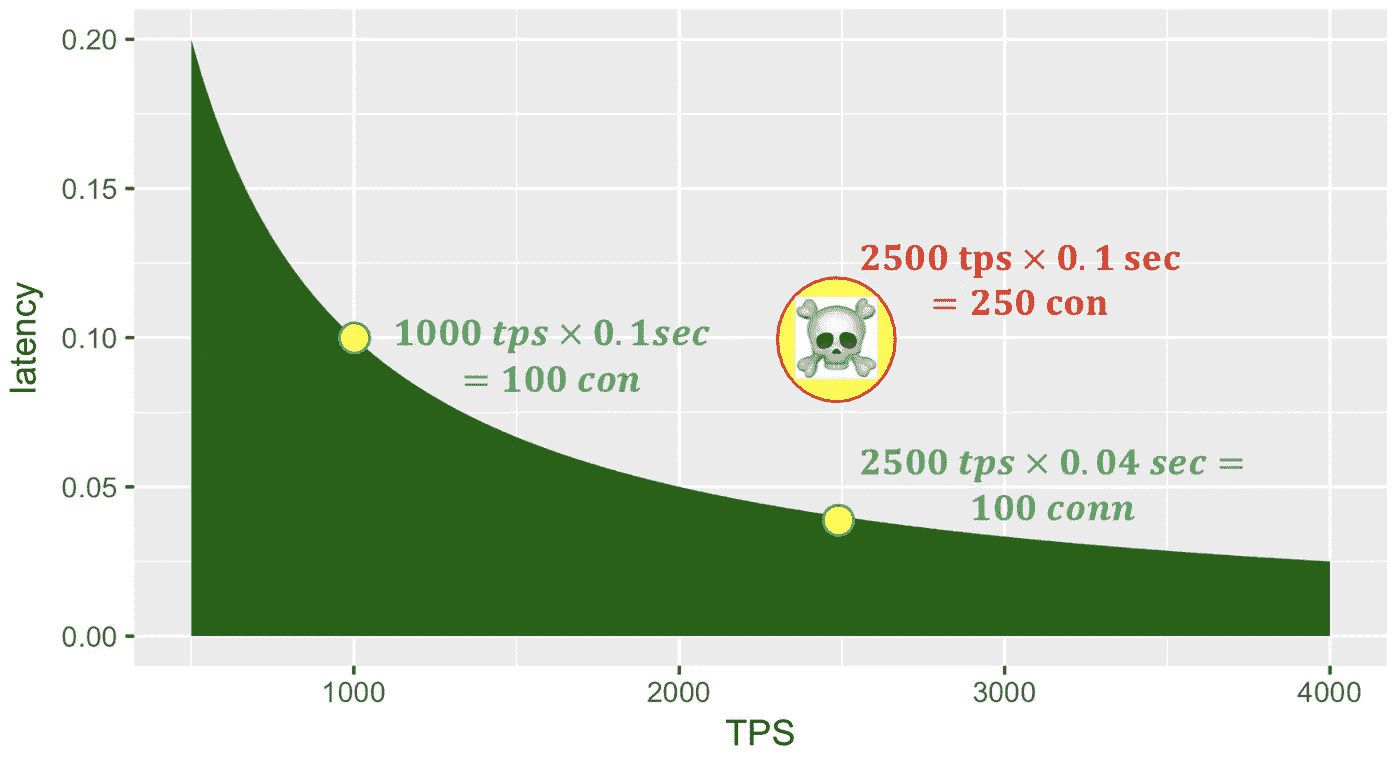 0.20
0.15
0.10
0.05
0.00
latency
2500 tps × 0.1 sec
= 250 con
1000 tps × 0.1sec
= 100 con
2500 tps × 0.04 sec =
100 conn
1000
2000
3000
4000
TPS